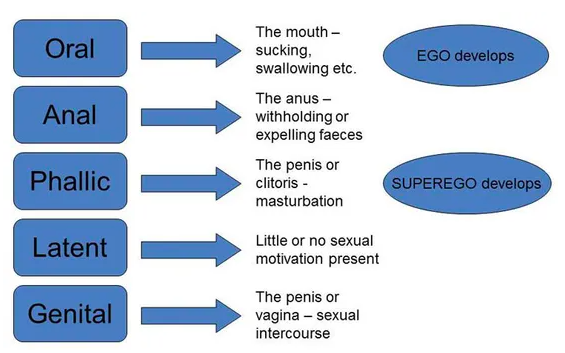 Oral
The mouth –
sucking,
swallowing etc.
EGO develops
Anal
The anus –
withholding or
expelling faeces
Phallic
The penis or
clitoris -
masturbation
SUPEREGO develops
Latent
Little or no sexual
motivation present
Genital
The penis or
vagina – sexual
intercourse